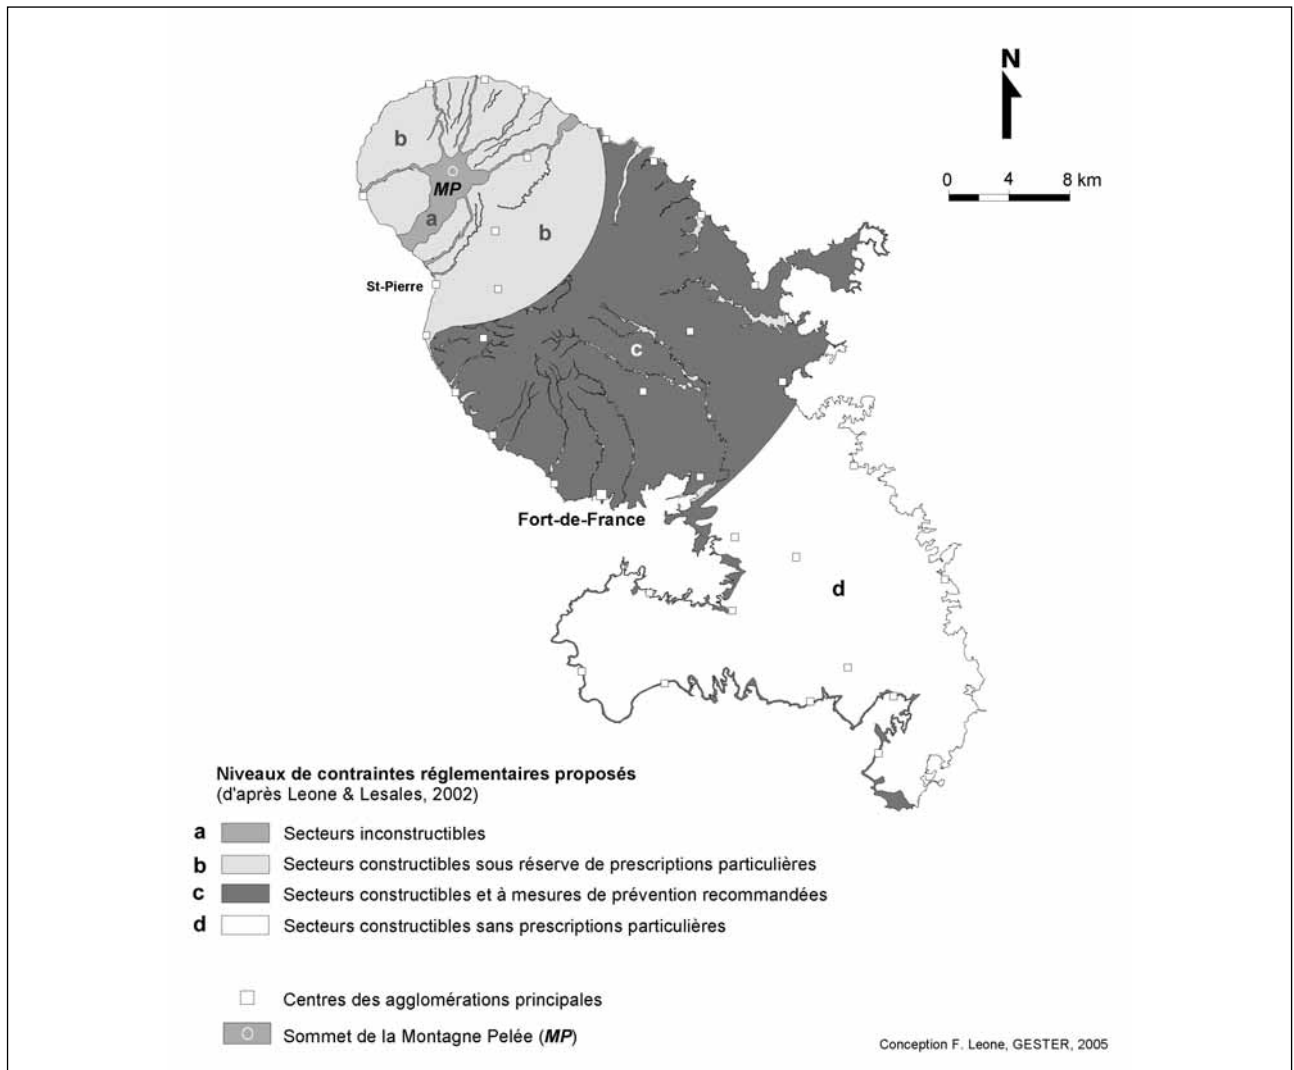 N
0 4 8 km
b
MP
a
b
St-Pierre
c
Fort-de-France
d
Niveaux de contraintes réglementaires proposés
(d'après Leone & Lesales, 2002)
a Secteurs inconstructibles
b Secteurs constructibles sous réserve de prescriptions particulières
c Secteurs constructibles et à mesures de prévention recommandées
d Secteurs constructibles sans prescriptions particulières
Centres des agglomérations principales
Sommet de la Montagne Pelée (MP)
Conception F. Leone, GESTER, 2005